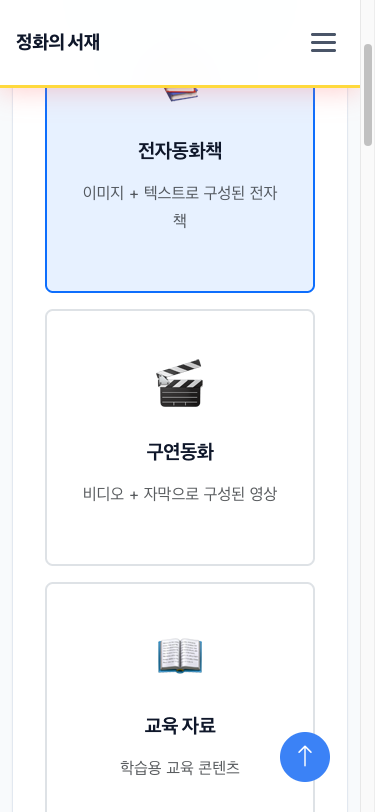 정화의 서재
전자동화책
이미지 + 텍스트로 구성된 전자
책
구연동화
비디오 + 자막으로 구성된 영상
교육 자료
학습용 교육 콘텐츠